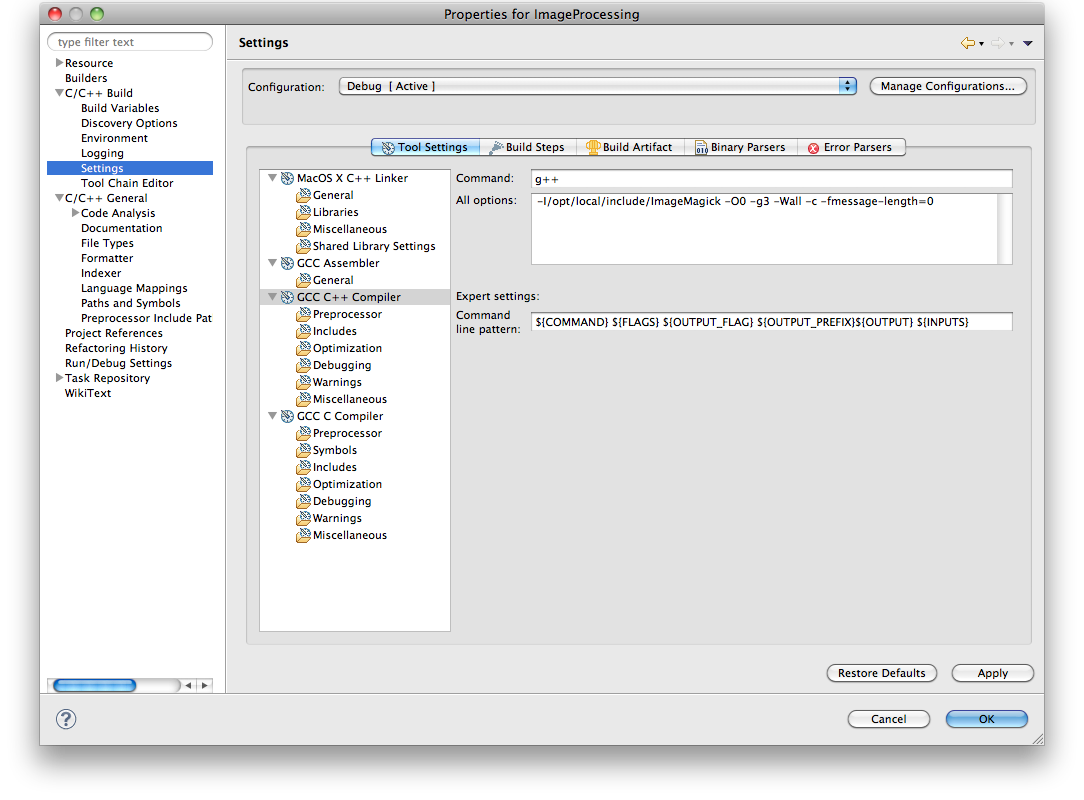 Properties for ImageProcessing
type filter text
Resource
Builders
C/C++ Build
Build Variables
Discovery Options
Environment
Logging
Settings
Tool Chain Editor
C/C++ General
Code Analysis
Documentation
File Types
Formatter
Indexer
Language Mappings
Paths and Symbols
Preprocessor Include Pat
Project References
Refactoring History
Run/Debug Settings
Task Repository
WikiText
Settings
Configuration: Debug [ Active ] Manage Configurations...
Tool Settings Build Steps Build Artifact Binary Parsers Error Parsers
MacOS X C++ Linker
General
Libraries
Miscellaneous
Shared Library Settings
GCC Assembler
General
GCC C++ Compiler
Preprocessor
Includes
Optimization
Debugging
Warnings
Miscellaneous
GCC C Compiler
Preprocessor
Symbols
Includes
Optimization
Debugging
Warnings
Miscellaneous
Command: g++
All options: -I/opt/local/include/ImageMagick -O0 -g3 -Wall -c -fmessage-length=0
Expert settings:
Command
line pattern: ${COMMAND} ${FLAGS} ${OUTPUT_FLAG} ${OUTPUT_PREFIX}${OUTPUT} ${INPUTS}
Restore Defaults Apply
? Cancel OK